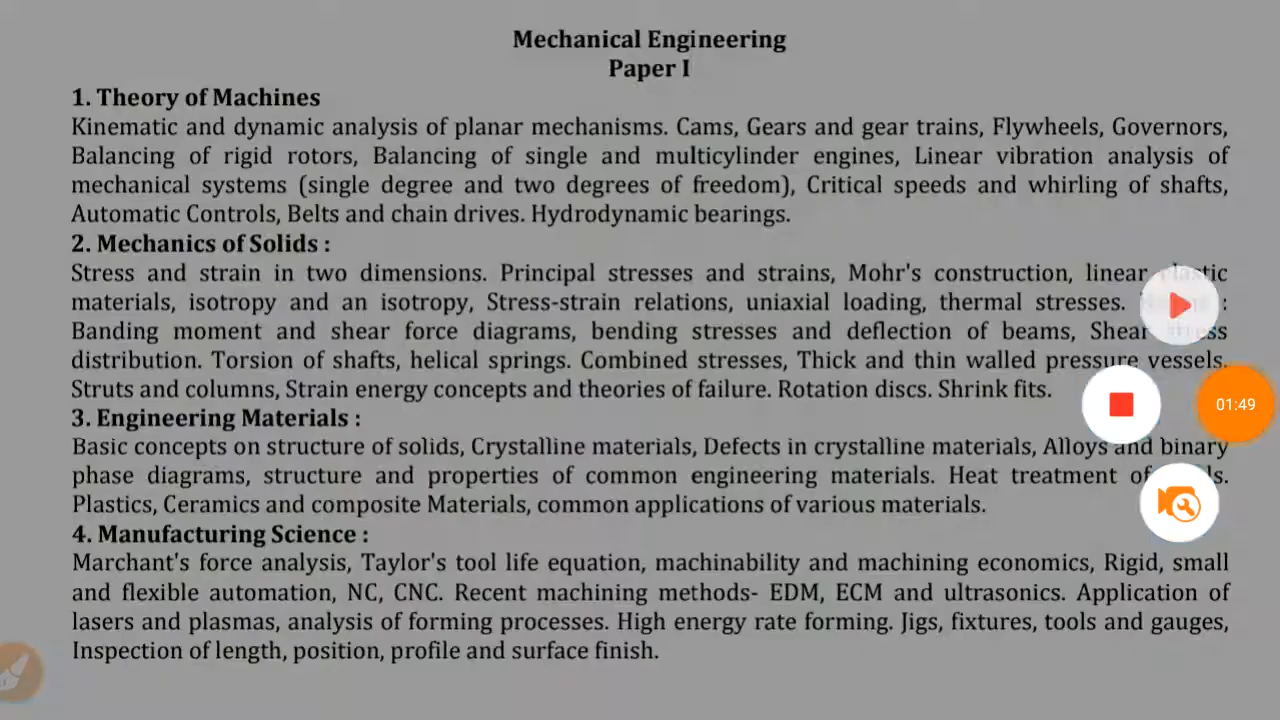 Mechanical Engineering
Paper I
1. Theory of Machines
Kinematic and dynamic analysis of planar mechanisms. Cams, Gears and gear trains, Flywheels, Governors,
Balancing of rigid rotors, Balancing of single and multicylinder engines, Linear vibration analysis of
mechanical systems (single degree and two degrees of freedom), Critical speeds and whirling of shafts,
Automatic Controls, Belts and chain drives. Hydrodynamic bearings.
2. Mechanics of Solids :
Stress and strain in two dimensions. Principal stresses and strains, Mohr's construction, linear
materials, isotropy and an isotropy, Stress-strain relations, uniaxial loading, thermal stresses. :
Banding moment and shear force diagrams, bending stresses and deflection of beams, Shear stress
distribution. Torsion of shafts, helical springs. Combined stresses, Thick and thin walled pressure vessels.
Struts and columns, Strain energy concepts and theories of failure. Rotation discs. Shrink fits.
3. Engineering Materials :
Basic concepts on structure of solids, Crystalline materials, Defects in crystalline materials, Alloys and binary
phase diagrams, structure and properties of common engineering materials. Heat treatment of
Plastics, Ceramics and composite Materials, common applications of various materials.
4. Manufacturing Science :
Marchant's force analysis, Taylor's tool life equation, machinability and machining economics, Rigid, small
and flexible automation, NC, CNC. Recent machining methods- EDM, ECM and ultrasonics. Application of
lasers and plasmas, analysis of forming processes. High energy rate forming. Jigs, fixtures, tools and gauges,
Inspection of length, position, profile and surface finish.
01:49